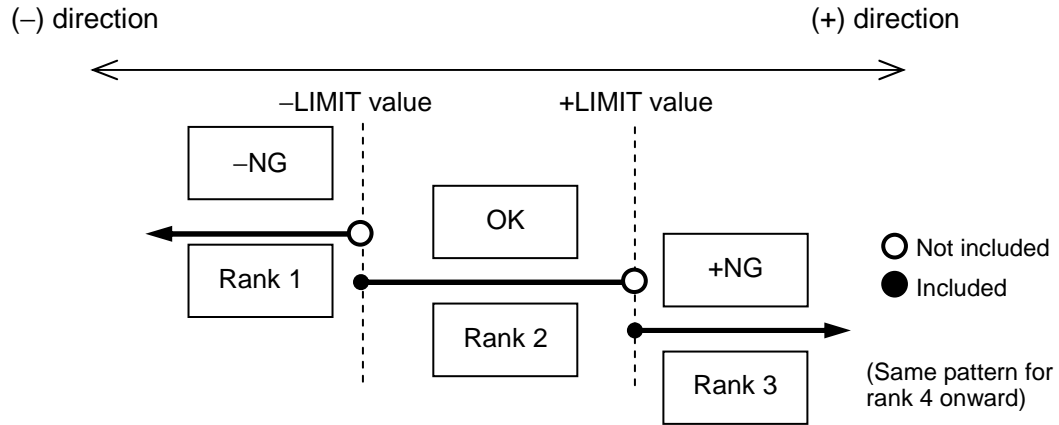 (–) direction
(+) direction
–LIMIT value
+LIMIT value
–NG
OK
+NG
Rank 1
Rank 2
Rank 3
Not included
Included
(Same pattern for
rank 4 onward)